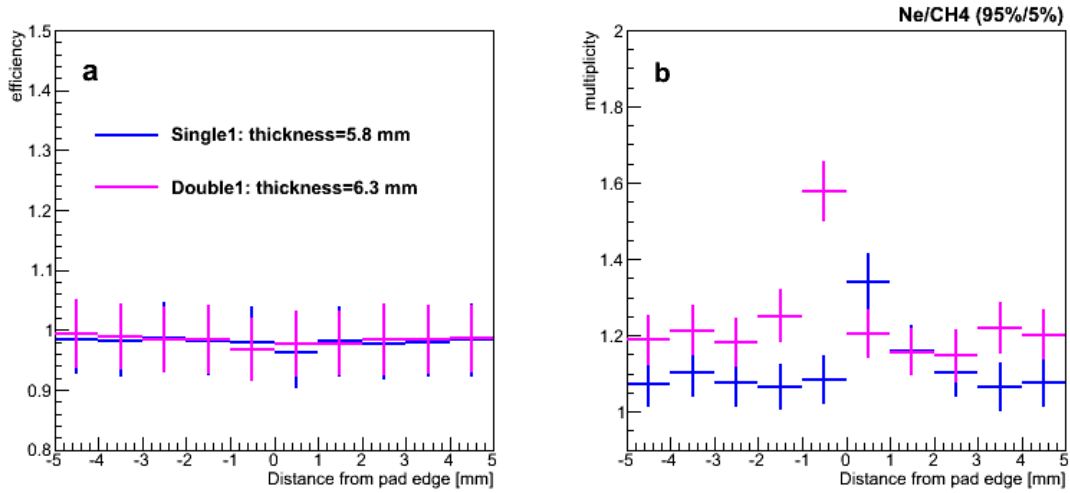 Ne/CH4 (95%/5%)
efficiency
1.5
1.4
1.3
1.2
1.1
1
0.9
0.8
a
Single1: thickness=5.8 mm
Double1: thickness=6.3 mm
-5 -4 -3 -2 -1 0 1 2 3 4 5
Distance from pad edge [mm]
multiplicity
2
1.8
1.6
1.4
1.2
1
b
-5 -4 -3 -2 -1 0 1 2 3 4 5
Distance from pad edge [mm]